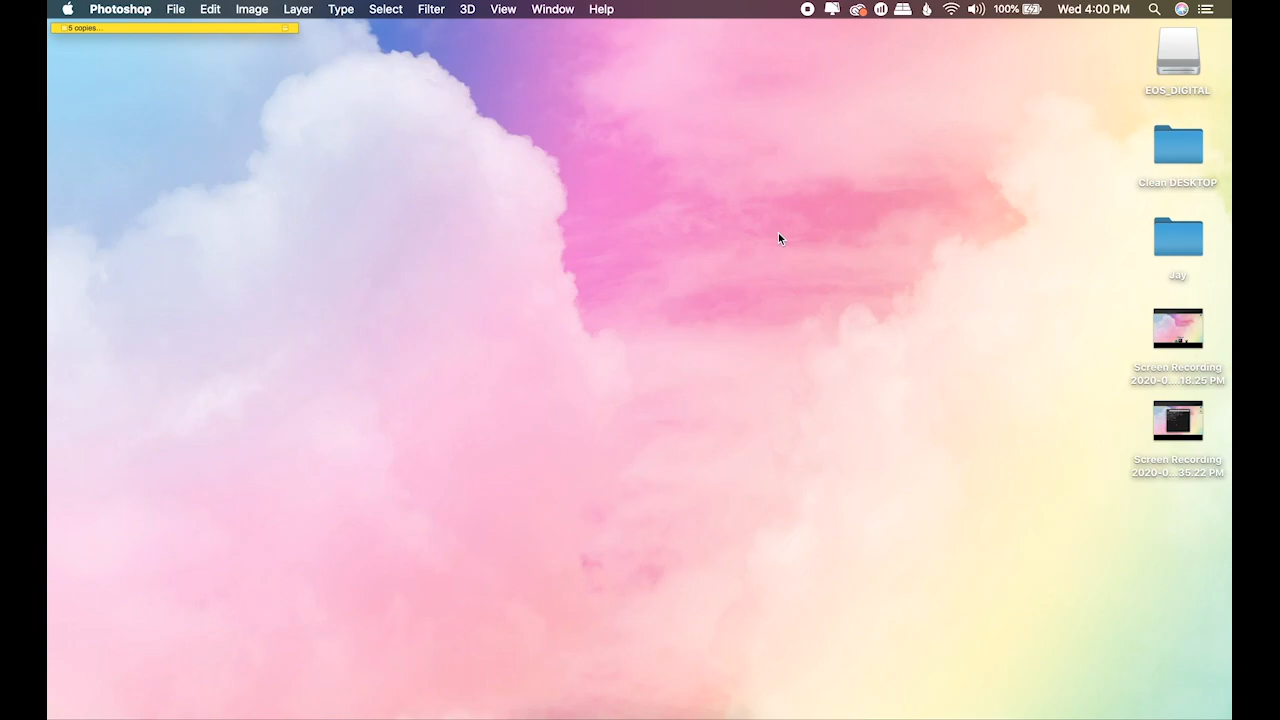 Photoshop File Edit Image Layer Type Select Filter 3D View Window Help 100% Wed 4:00 PM
5 copies...
EOS_DIGITAL
Clean DESKTOP
Jay
Screen Recording
2020-0....18.25 PM
Screen Recording
2020-0...35.22 PM